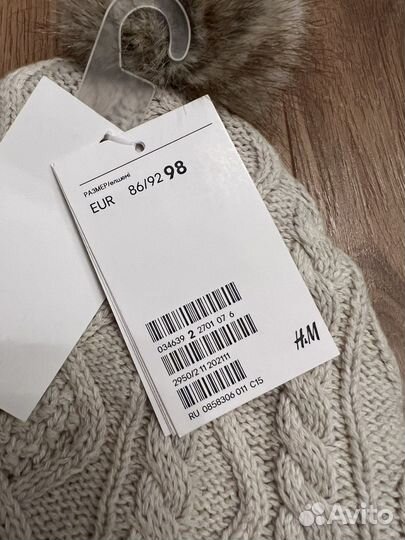 РАЗМЕР/өлшемі
EUR 86/92 98
034639 2 2701 07 6
2950/2 11 202111
RU 0858306 011 C15
H&M
Avito